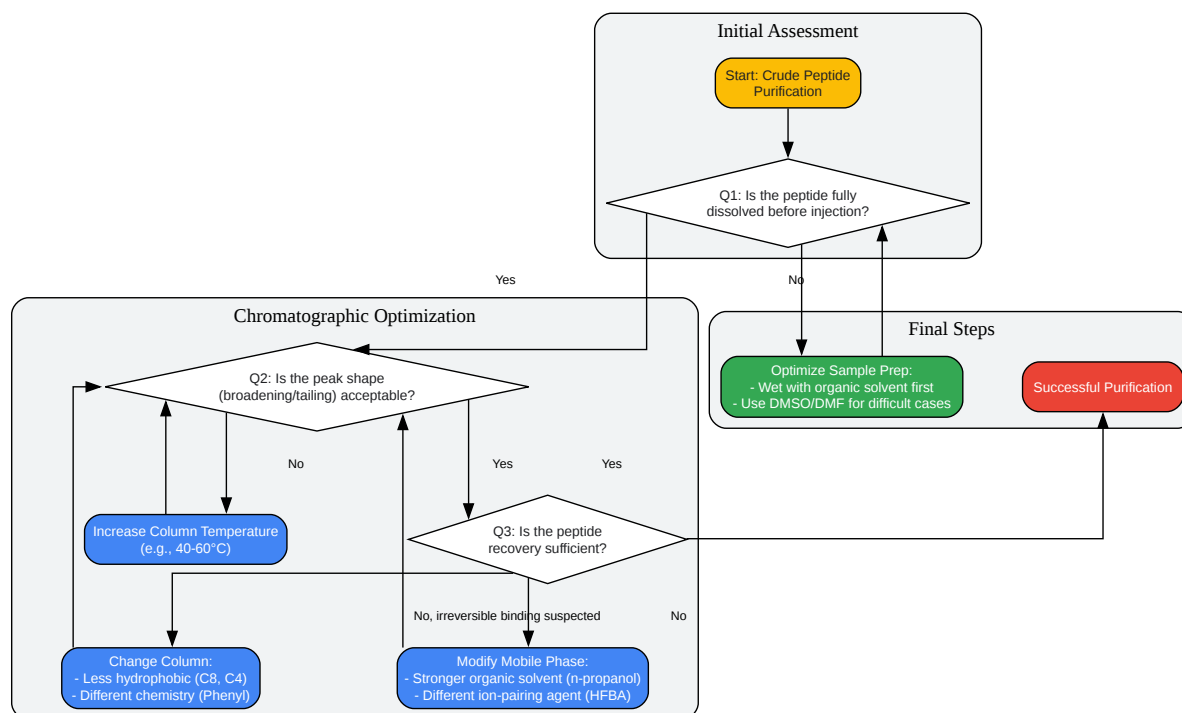 Initial Assessment
Start: Crude Peptide
Purification
Q1: Is the peptide fully
dissolved before injection?
Yes
No
Chromatographic Optimization
Final Steps
Q2: Is the peak shape
(broadening/tailing) acceptable?
Optimize Sample Prep:
- Wet with organic solvent first
- Use DMSO/DMF for difficult cases
Successful Purification
No
Yes
Yes
Increase Column Temperature
(e.g., 40-60°C)
Q3: Is the peptide
recovery sufficient?
No, irreversible binding suspected
No
Change Column:
- Less hydrophobic (C8, C4)
- Different chemistry (Phenyl)
Modify Mobile Phase:
- Stronger organic solvent (n-propanol)
- Different ion-pairing agent (HFBA)